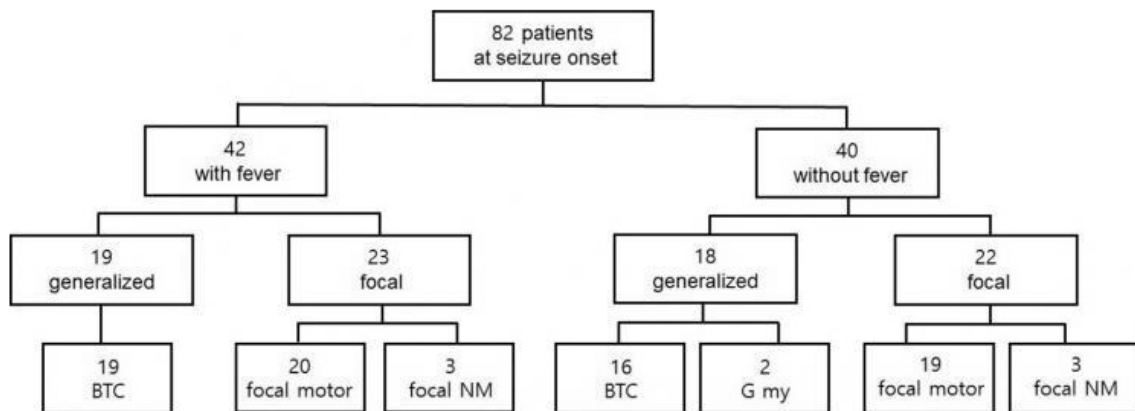 82 patients
at seizure onset
42
with fever
40
without fever
19
generalized
23
focal
18
generalized
22
focal
19
BTC
20
focal motor
3
focal NM
16
BTC
2
G my
19
focal motor
3
focal NM